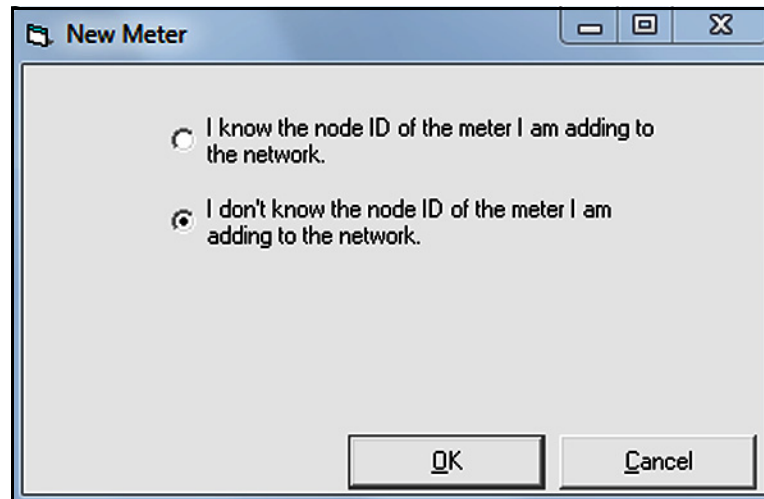 New Meter
I know the node ID of the meter I am adding to
the network.
I don't know the node ID of the meter I am
adding to the network.
OK
Cancel